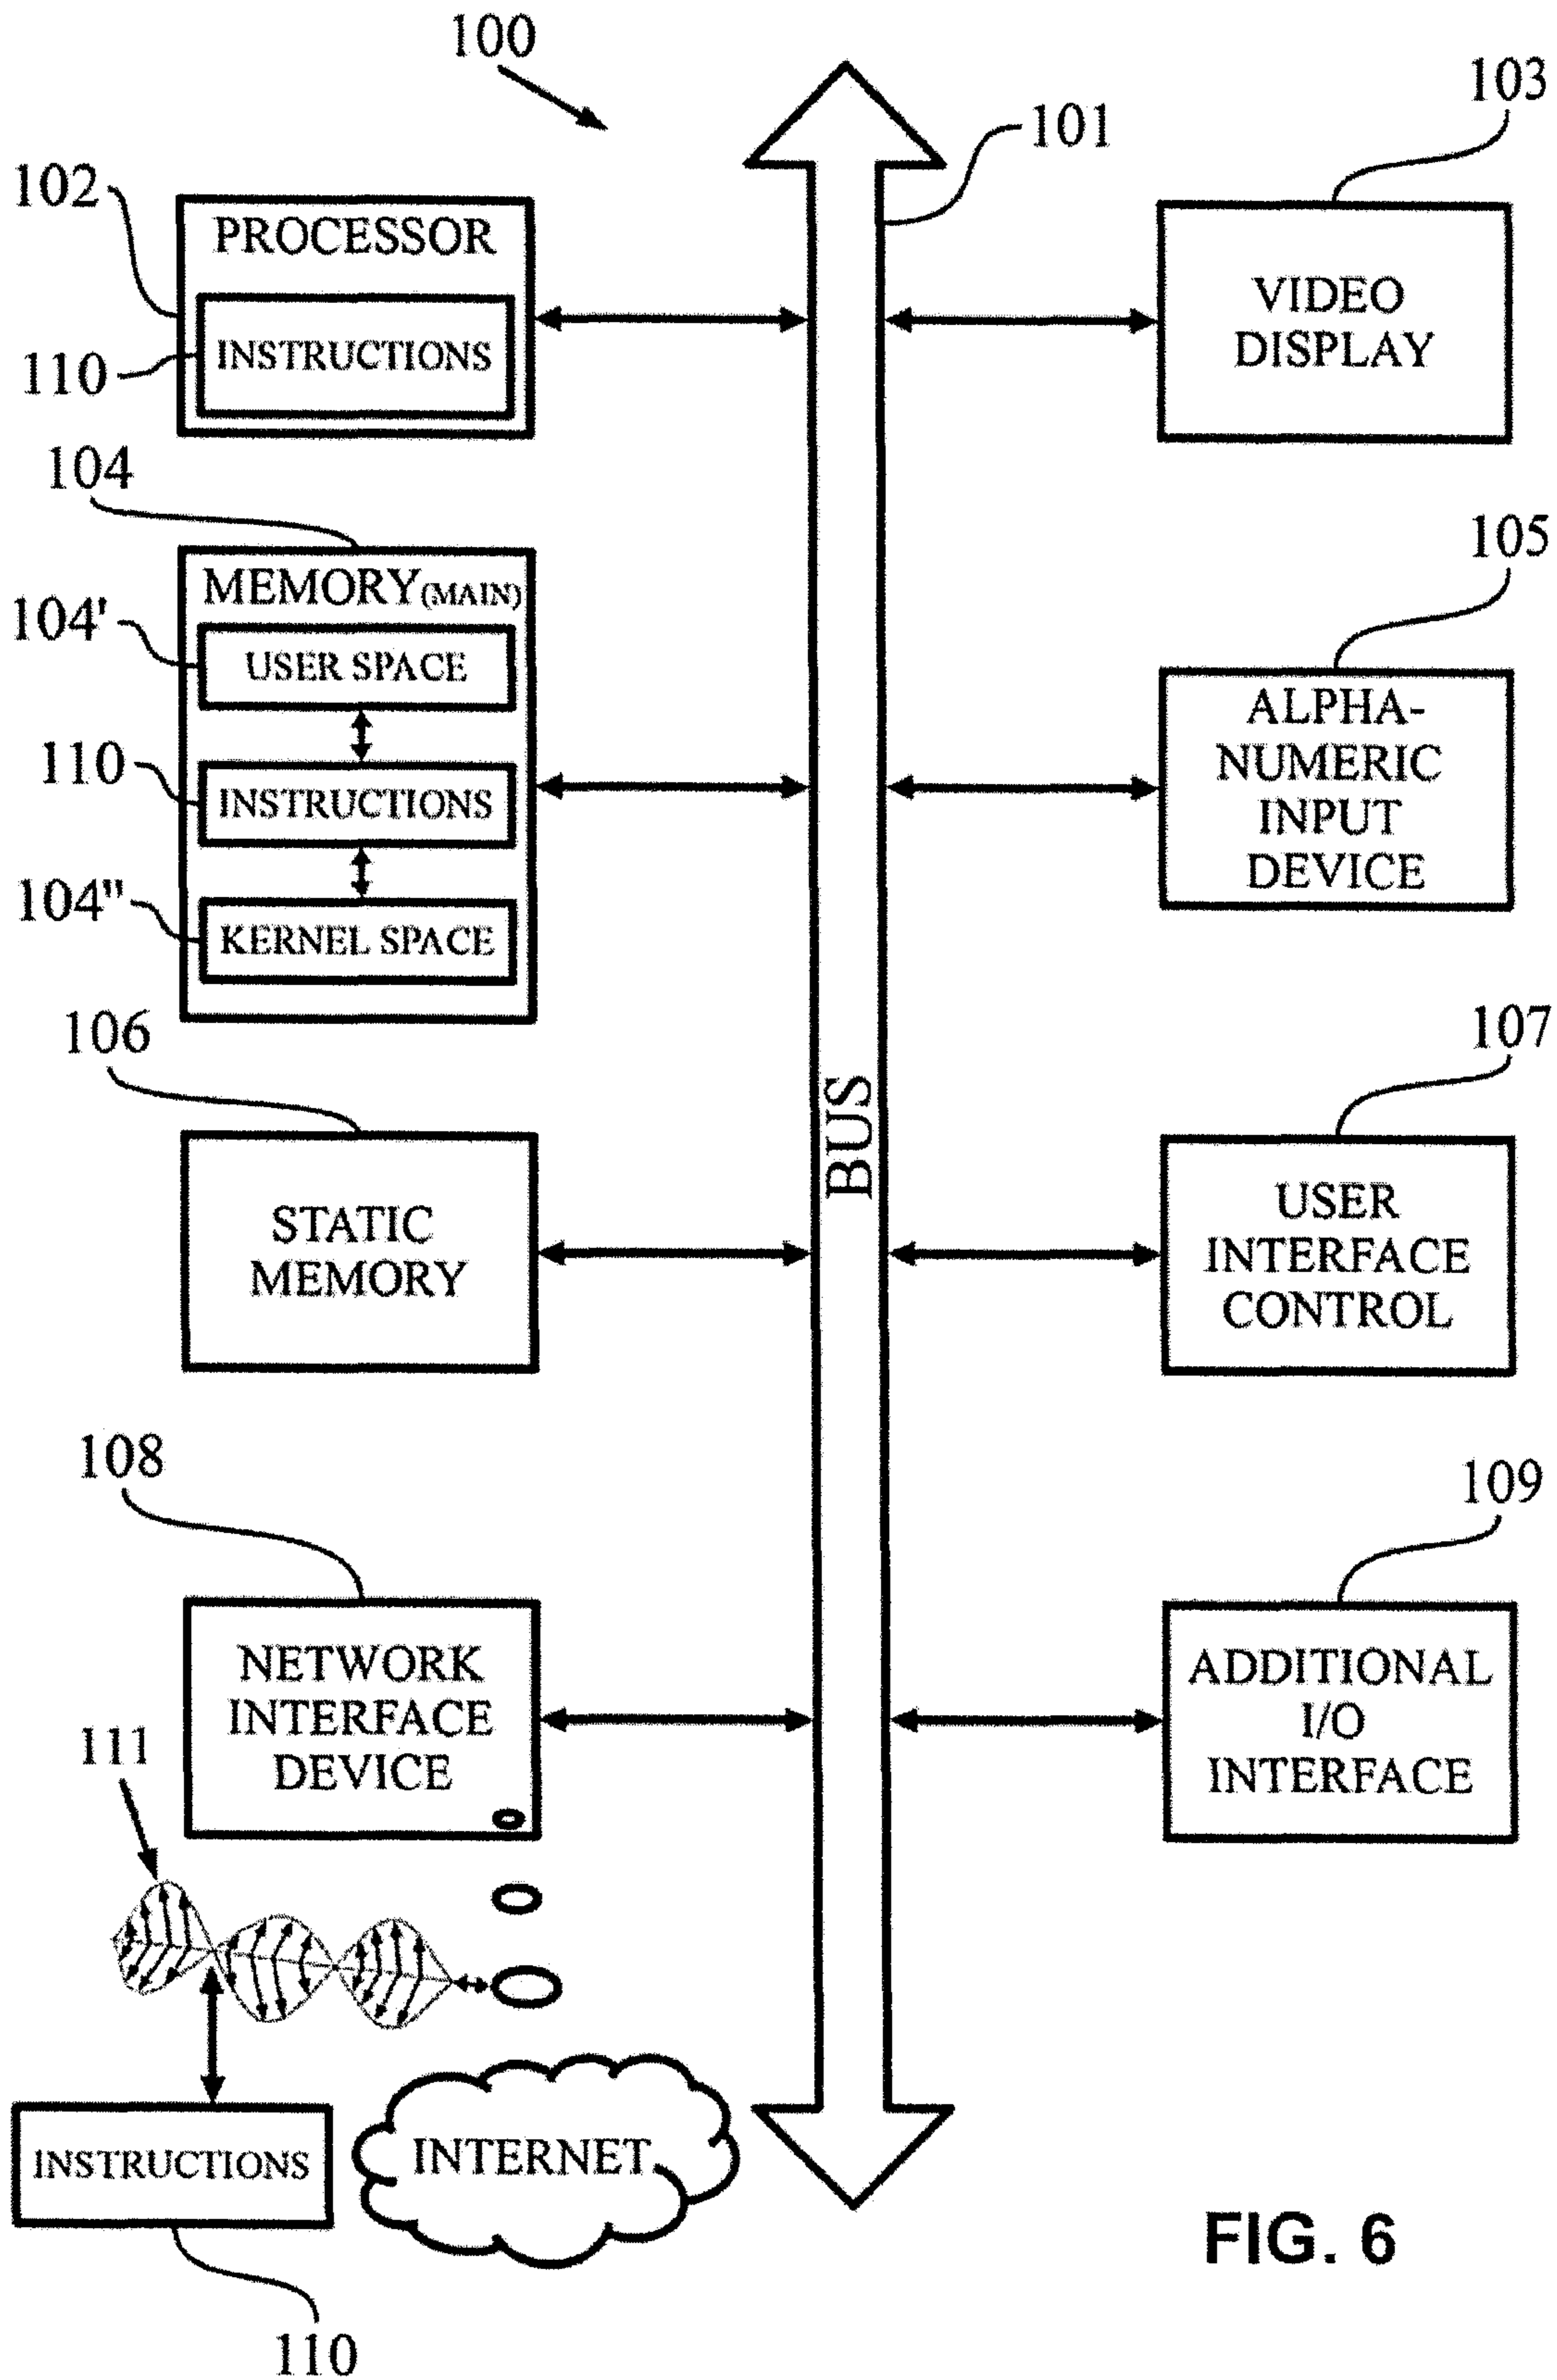 100
101
103
102
PROCESSOR
INSTRUCTIONS
110
VIDEO
DISPLAY
104
MEMORY(MAIN)
104'
USER SPACE
110
INSTRUCTIONS
104"
KERNEL SPACE
105
ALPHA-
NUMERIC
INPUT
DEVICE
106
STATIC
MEMORY
BUS
107
USER
INTERFACE
CONTROL
108
NETWORK
INTERFACE
DEVICE
109
ADDITIONAL
I/O
INTERFACE
111
INSTRUCTIONS
110
INTERNET
FIG. 6